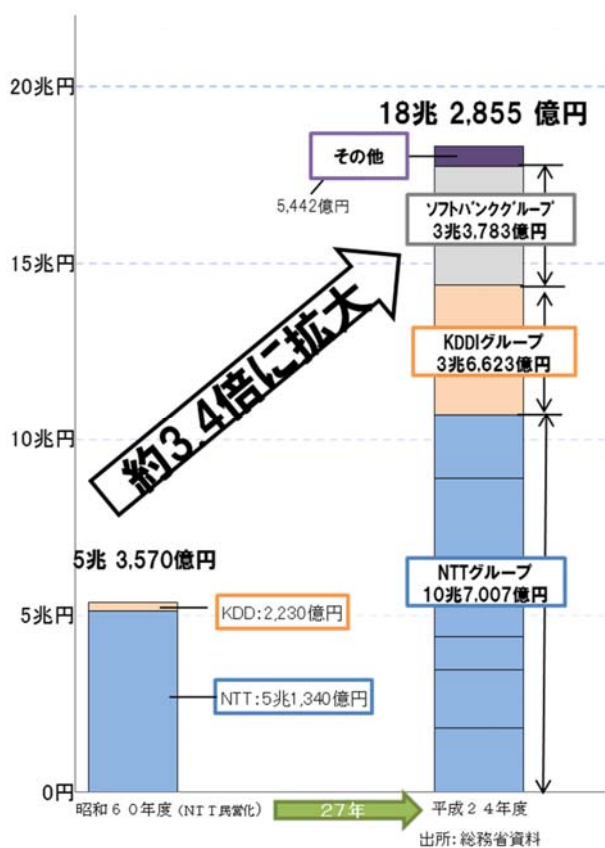 20兆円
18兆 2,855 億円
その他
5,442億円
ソフトバンクグループ
3兆3,783億円
15兆円
約3.4倍に拡大
KDDIグループ
3兆6,623億円
10兆円
5兆 3,570億円
NTTグループ
10兆7,007億円
KDD:2,230億円
5兆円
NTT:5兆1,340億円
0円
昭和60年度(NTT民営化)
27年
平成24年度
出所:総務省資料